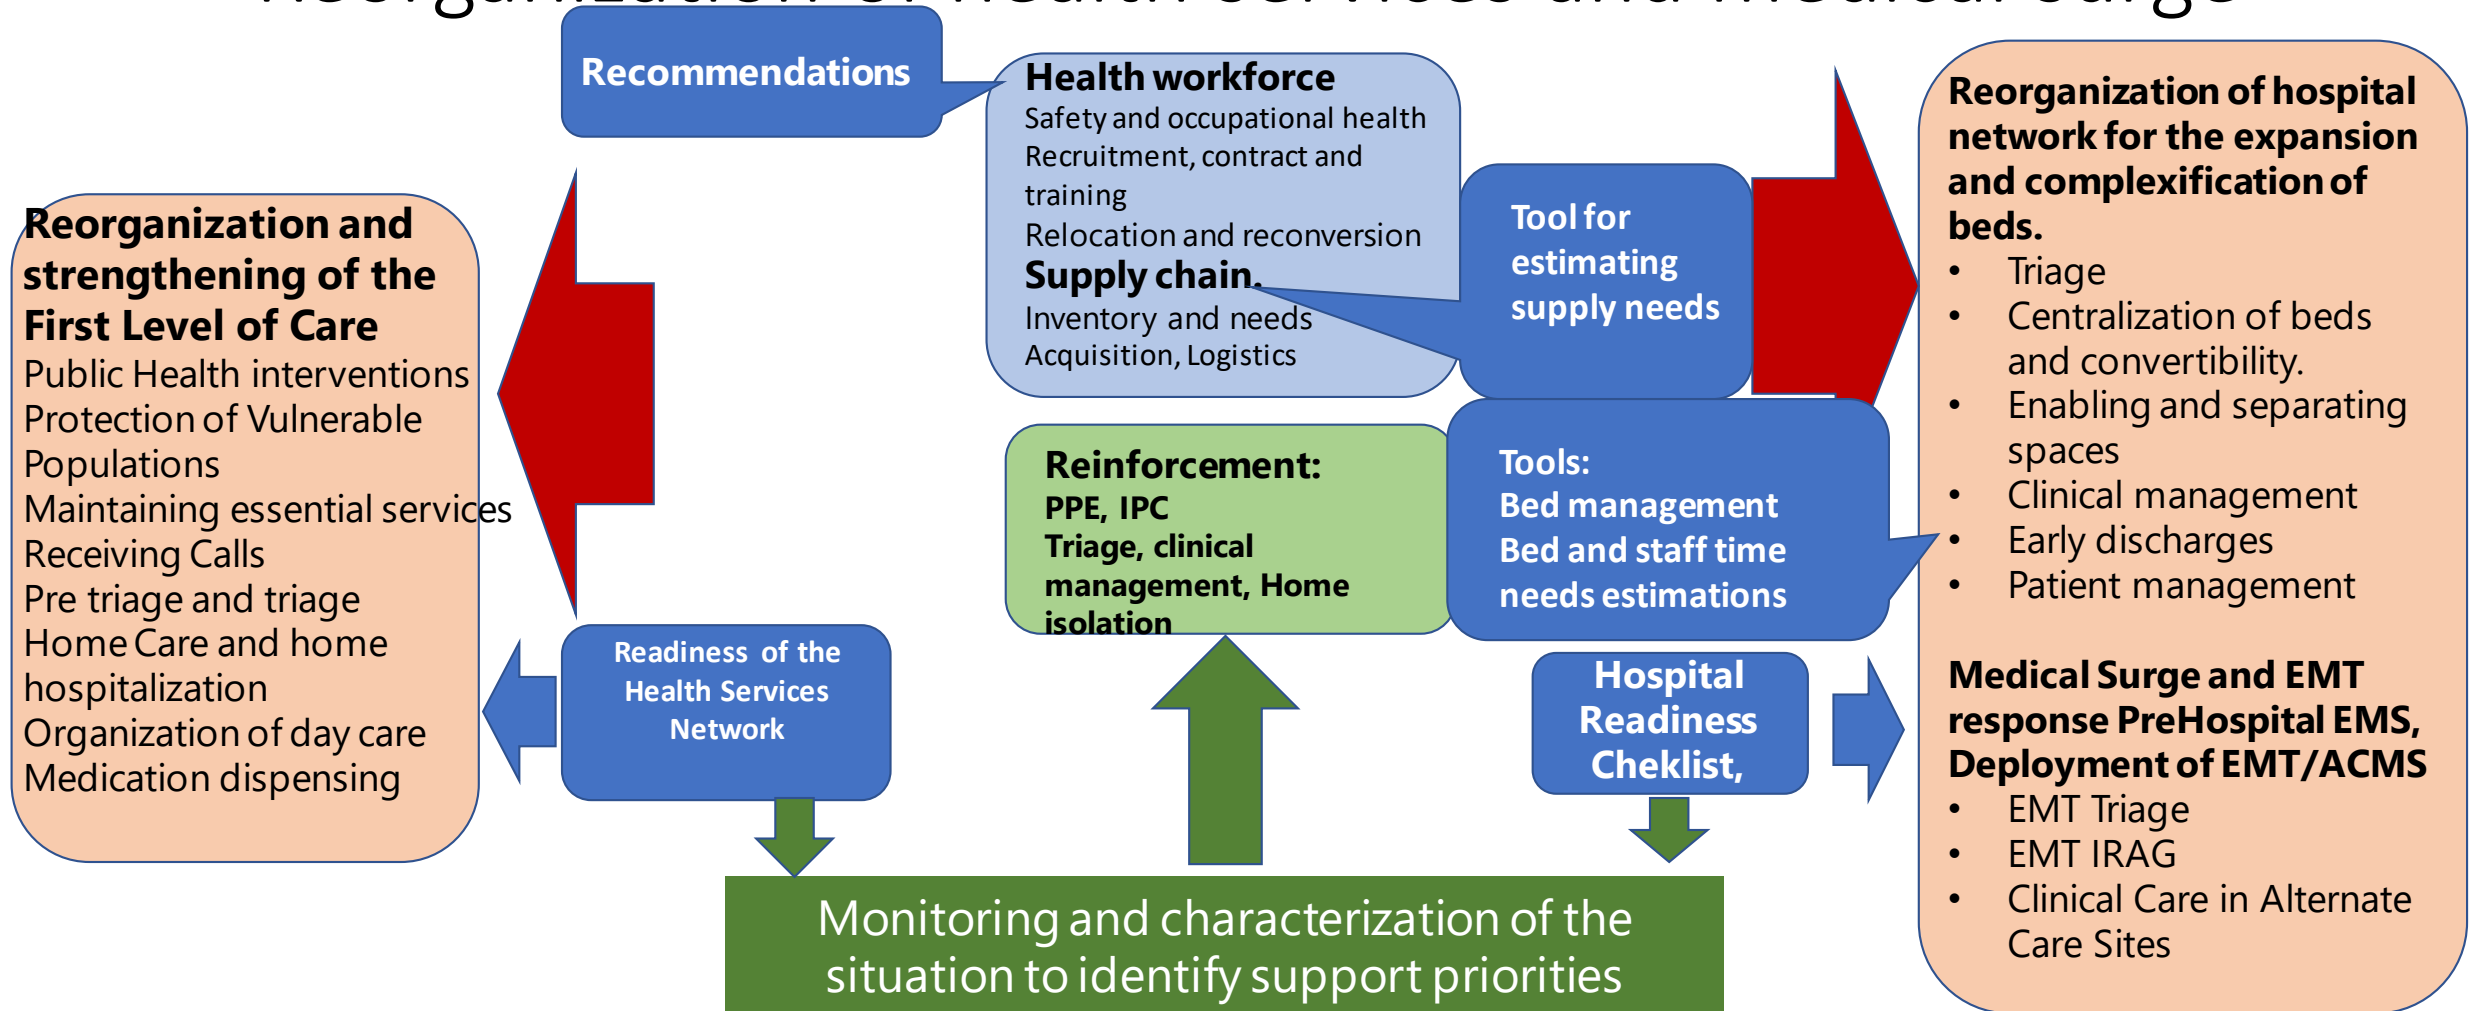 Reorganization of health services and medical surge
Recommendations
Health workforce
Safety and occupational health
Recruitment, contract and
training
Relocation and reconversion
Supply chain.
Inventory and needs
Acquisition, Logistics
Tool for
estimating
supply needs
Reorganization and
strengthening of the
First Level of Care
Public Health interventions
Protection of Vulnerable
Populations
Maintaining essential services
Receiving Calls
Pre triage and triage
Home Care and home
hospitalization
Organization of day care
Medication dispensing
Reinforcement:
PPE, IPC
Triage, clinical
management, Home
isolation
Tools:
Bed management
Bed and staff time
needs estimations
Readiness of the
Health Services
Network
Hospital
Readiness
Cheklist,
Monitoring and characterization of the
situation to identify support priorities
Reorganization of hospital
network for the expansion
and complexification of
beds.
• Triage
• Centralization of beds
and convertibility.
• Enabling and separating
spaces
• Clinical management
• Early discharges
• Patient management
Medical Surge and EMT
response PreHospital EMS,
Deployment of EMT/ACMS
• EMT Triage
• EMT IRAG
• Clinical Care in Alternate
Care Sites